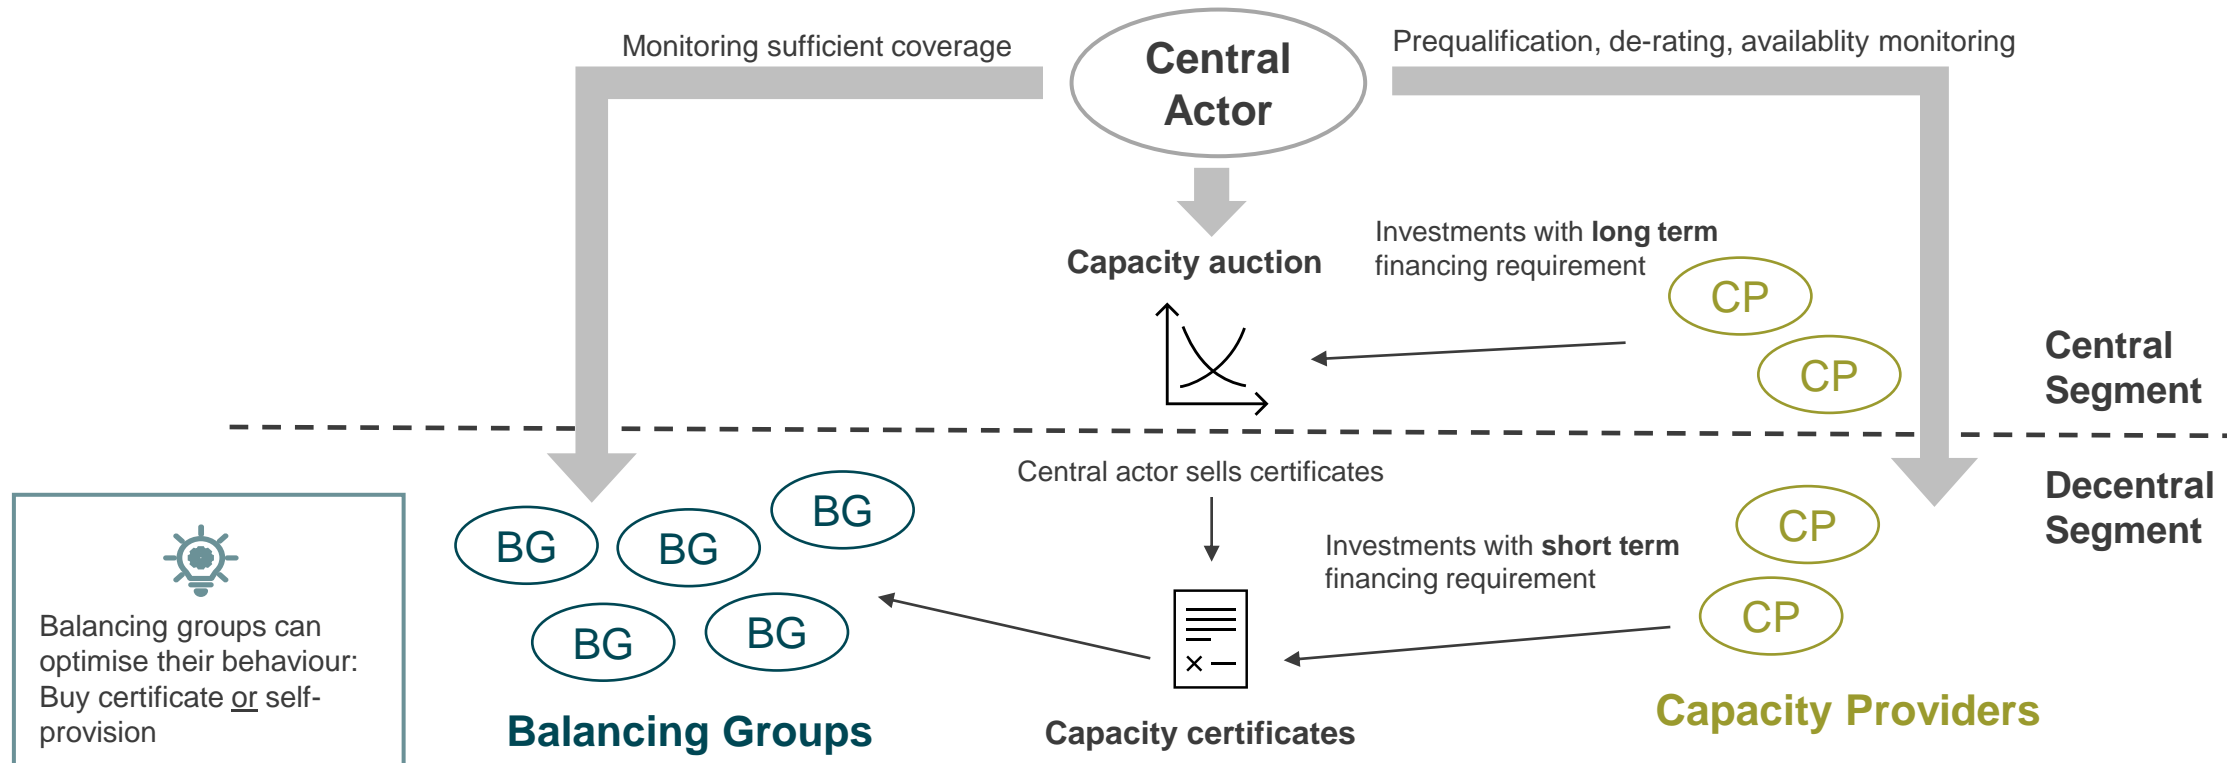 Monitoring sufficient coverage
Central
Actor
Prequalification, de-rating, availablity monitoring
Capacity auction
Investments with long term
financing requirement
CP
CP
Central
Segment
Decentral
Segment
Central actor sells certificates
BG
BG
BG
BG
BG
Investments with short term
financing requirement
CP
CP
Balancing groups can
optimise their behaviour:
Buy certificate or self-
provision
Balancing Groups
Capacity certificates
Capacity Providers